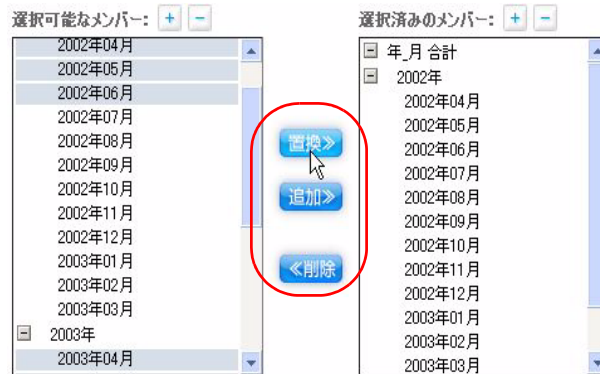 選択可能なメンバー: + −
2002年04月
2002年05月
2002年06月
2002年07月
2002年08月
2002年09月
2002年10月
2002年11月
2002年12月
2003年01月
2003年02月
2003年03月
2003年
2003年04月
置換≫
追加≫
≪削除
選択済みのメンバー: + −
年_月 合計
2002年
2002年04月
2002年05月
2002年06月
2002年07月
2002年08月
2002年09月
2002年10月
2002年11月
2002年12月
2003年01月
2003年02月
2003年03月